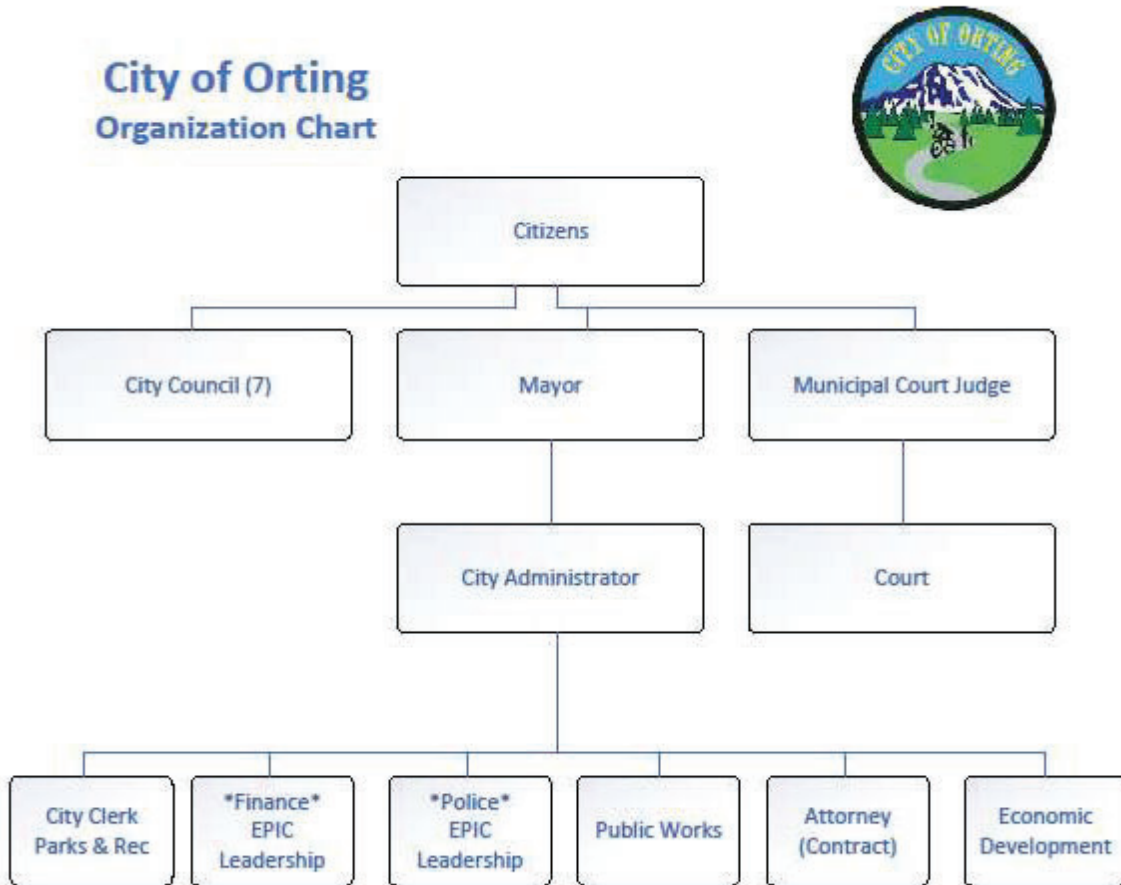 City of Orting
Organization Chart
CITY OF ORTING
Citizens
City Council (7)
Mayor
Municipal Court Judge
City Administrator
Court
City Clerk
Parks & Rec
*Finance*
EPIC
Leadership
*Police*
EPIC
Leadership
Public Works
Attorney
(Contract)
Economic
Development